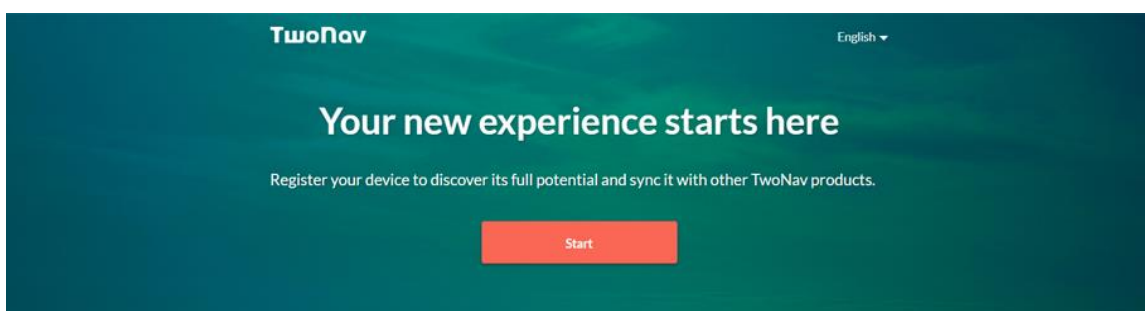 TwoNav
English
Your new experience starts here
Register your device to discover its full potential and sync it with other TwoNav products.
Start